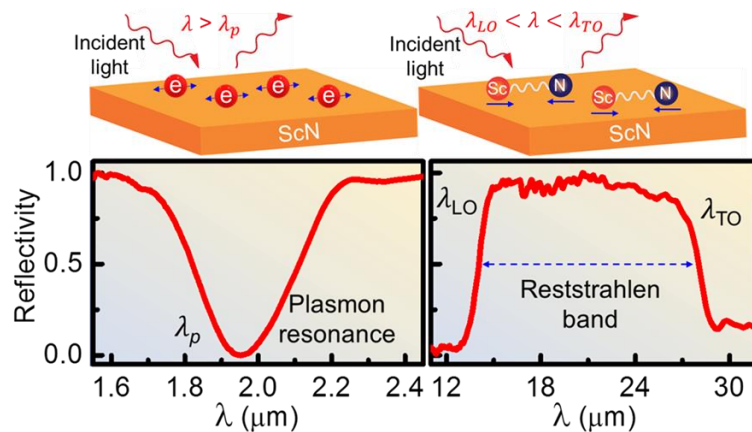 λ > λp
Incident
light
e e e e
ScN
λLO < λ < λTO
Incident
light
Sc N
Sc N
ScN
Reflectivity
1.0
0.5
0.0
λp
Plasmon
resonance
1.6 1.8 2.0 2.2 2.4
λ (μm)
λLO
λTO
Reststrahlen
band
12 18 24 30
λ (μm)